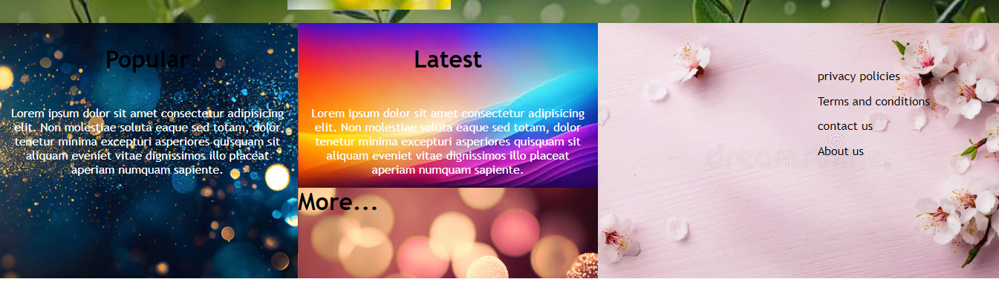 Popular
Lorem ipsum dolor sit amet consectetur adipisicing
elit. Non molestiae soluta eaque sed totam, dolor,
tenetur minima excepturi asperiores quisquam sit
aliquam eveniet vitae dignissimos illo placeat
aperiam numquam sapiente.
Latest
Lorem ipsum dolor sit amet consectetur adipisicing
elit. Non molestiae soluta eaque sed totam, dolor
tenetur minima excepturi asperiores quisquam sit
aliquam eveniet vitae dignissimos illo placeat
aperiam numquam sapiente.
More...
privacy policies
Terms and conditions
contact us
About us
dreamstime.